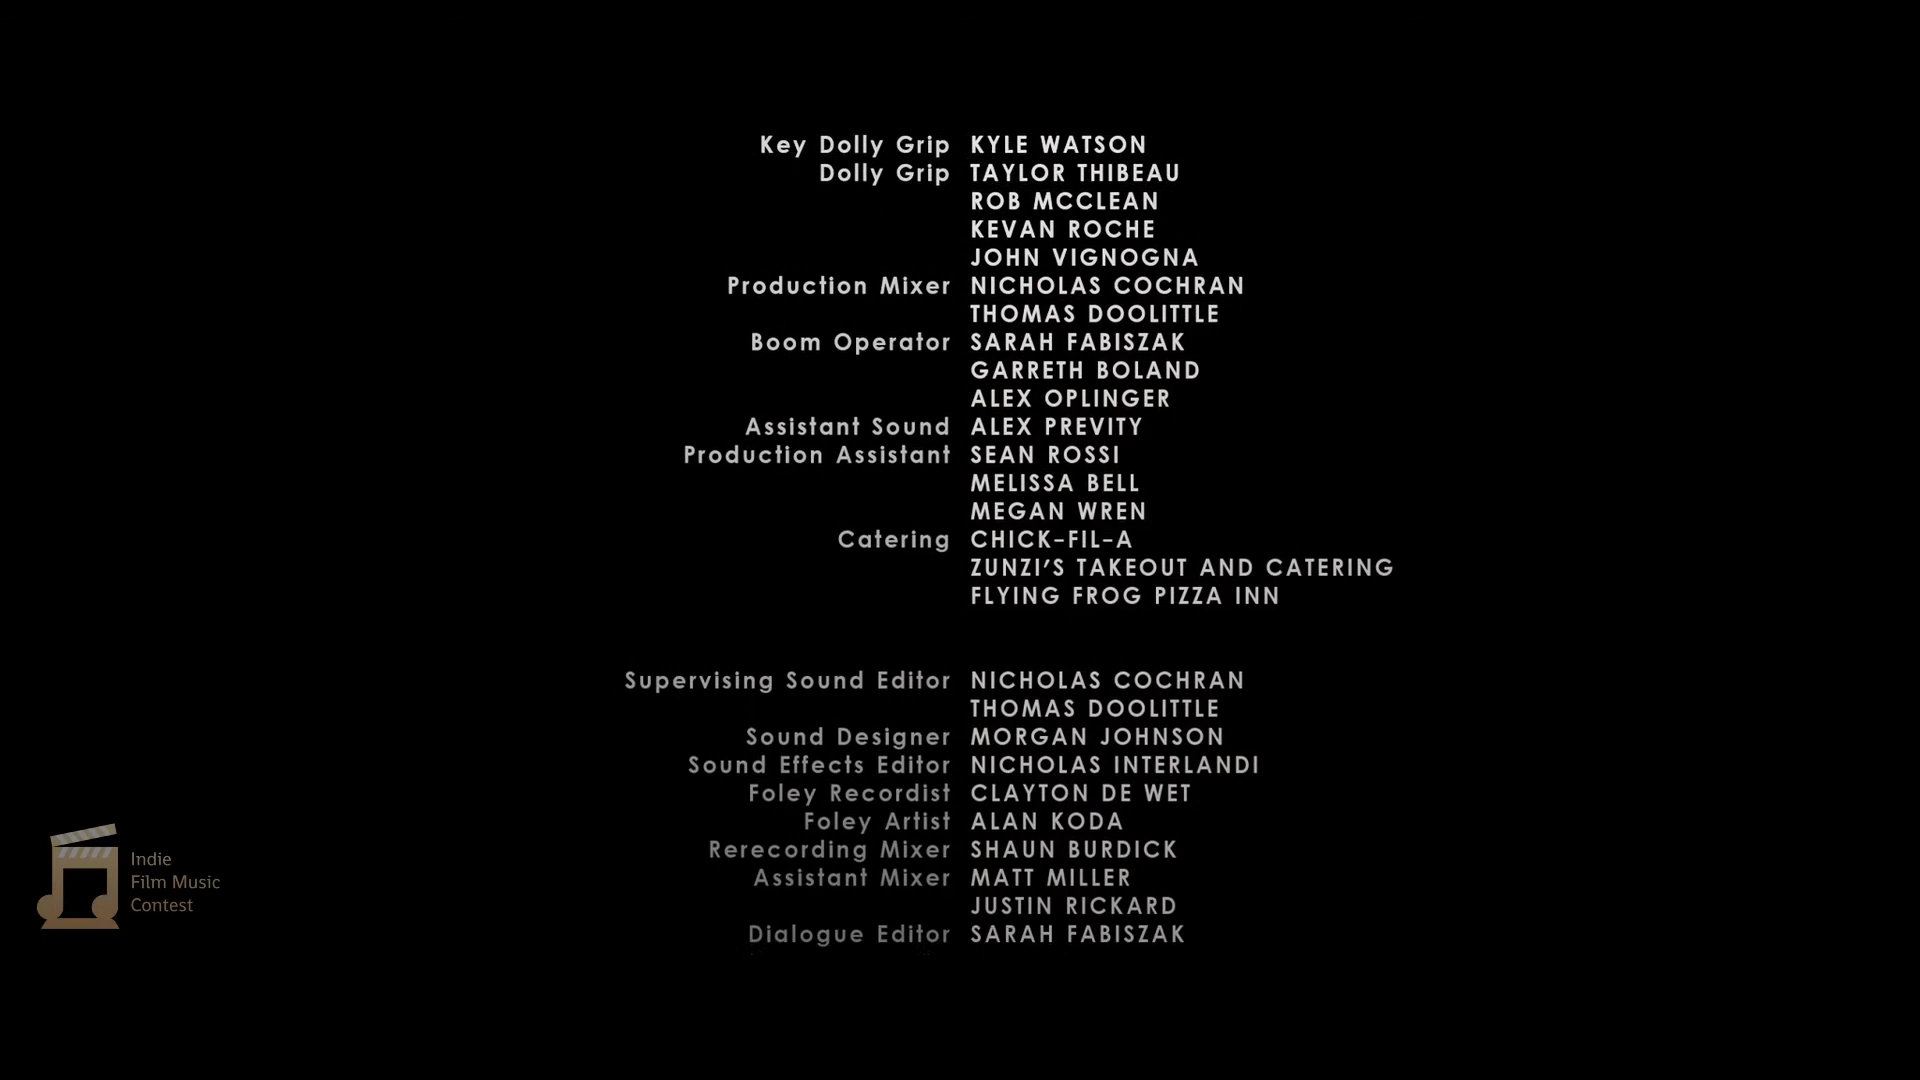 Key Dolly Grip KYLE WATSON
Dolly Grip TAYLOR THIBEAU
ROB MCCLEAN
KEVAN ROCHE
JOHN VIGNOGNA
Production Mixer NICHOLAS COCHRAN
THOMAS DOOLITTLE
Boom Operator SARAH FABISZAK
GARRETH BOLAND
ALEX OPLINGER
Assistant Sound ALEX PREVITY
Production Assistant SEAN ROSSI
MELISSA BELL
MEGAN WREN
Catering CHICK-FIL-A
ZUNZI'S TAKEOUT AND CATERING
FLYING FROG PIZZA INN
Supervising Sound Editor NICHOLAS COCHRAN
THOMAS DOOLITTLE
Sound Designer MORGAN JOHNSON
Sound Effects Editor NICHOLAS INTERLANDI
Foley Recordist CLAYTON DE WET
Foley Artist ALAN KODA
Rerecording Mixer SHAUN BURDICK
Assistant Mixer MATT MILLER
JUSTIN RICKARD
Dialogue Editor SARAH FABISZAK
Indie
Film Music
Contest